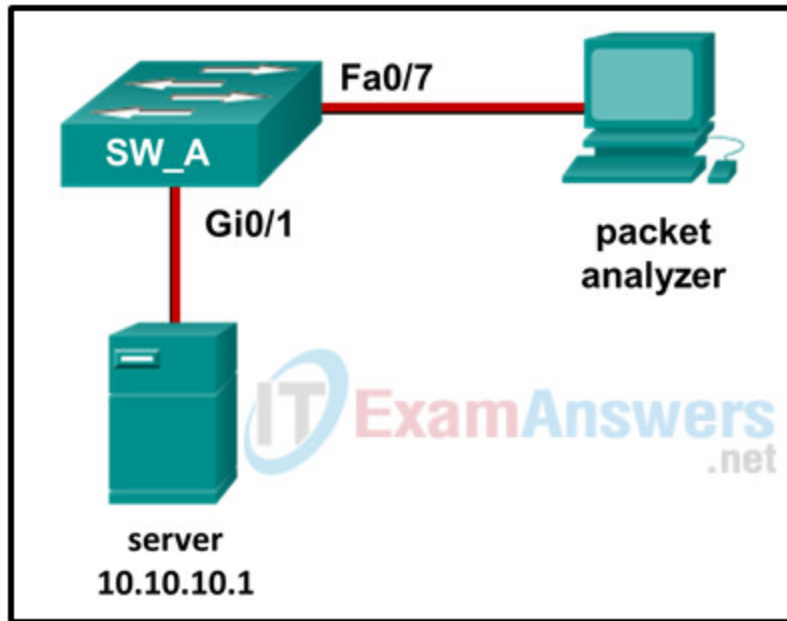 Fa0/7
SW_A
Gi0/1
packet
analyzer
ITExamAnswers
.net
server
10.10.10.1